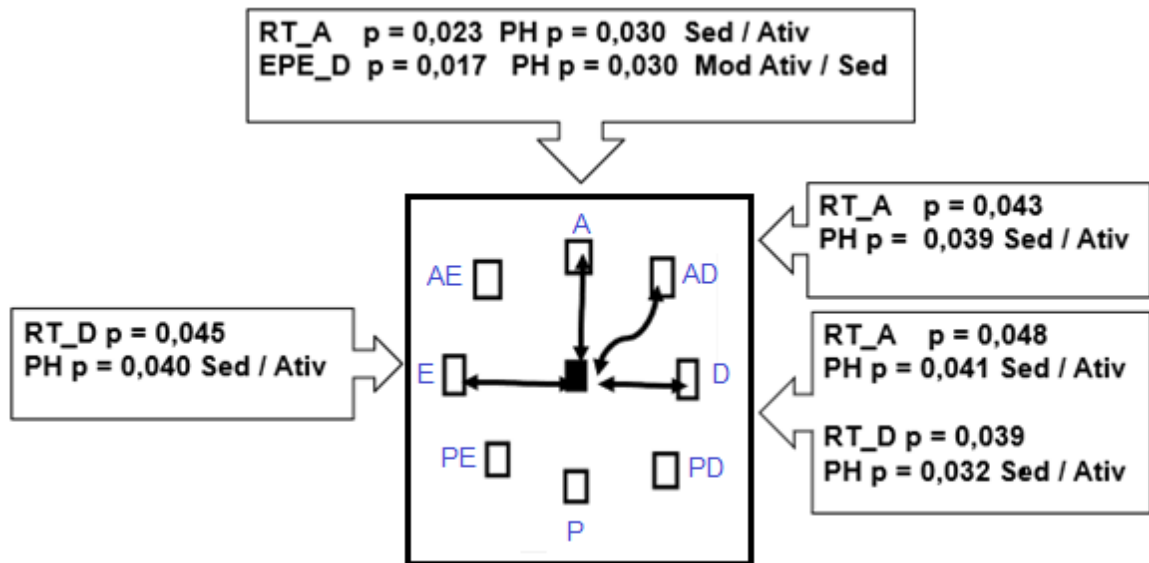 RT_A p = 0,023 PH p = 0,030 Sed / Ativ
EPE_D p = 0,017 PH p = 0,030 Mod Ativ / Sed
RT_A p = 0,043
PH p = 0,039 Sed / Ativ
A
AE
AD
RT_D p = 0,045
PH p = 0,040 Sed / Ativ
E
D
RT_A p = 0,048
PH p = 0,041 Sed / Ativ
RT_D p = 0,039
PH p = 0,032 Sed / Ativ
PE
PD
P